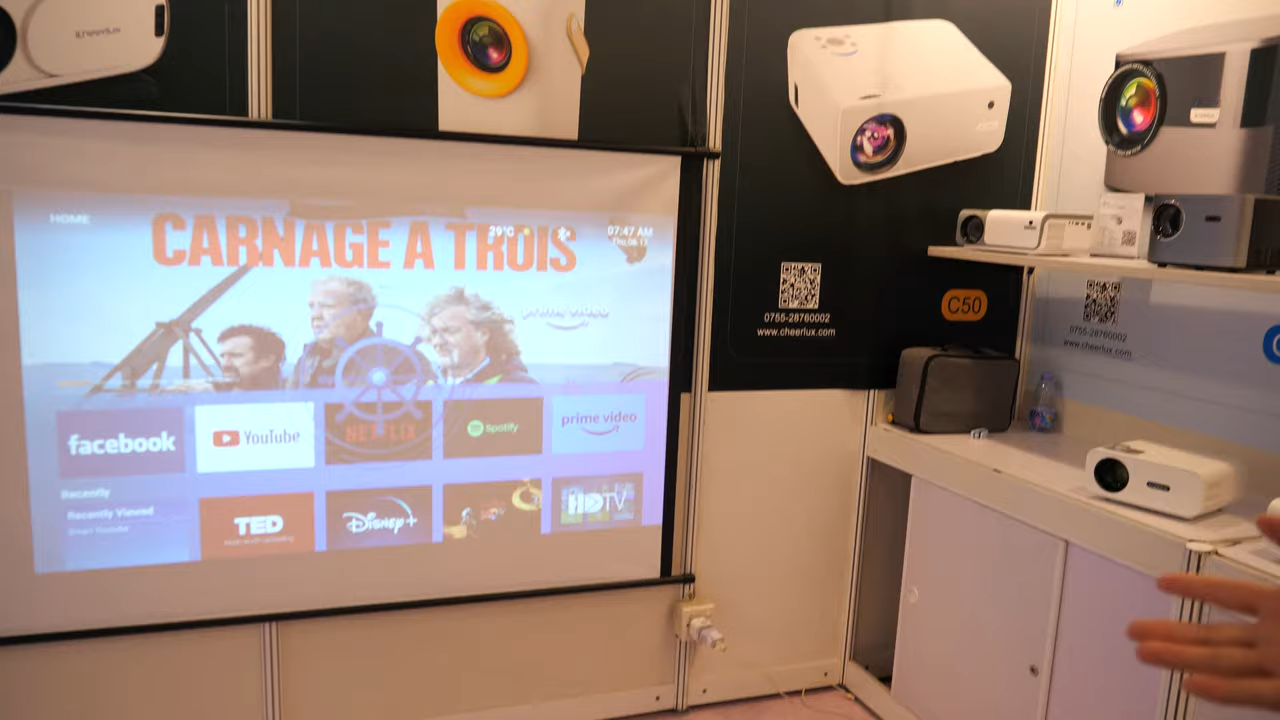 HOME
CARNAGE A TROIS
29°C
07:47 AM
prime video
facebook
YouTube
NETFLIX
Spotify
prime video
Recently
Recently Viewed
TED
Disney+
HDTV
0755-28760002
www.cheerlux.com
C50
0755-28760002
www.cheerlux.com